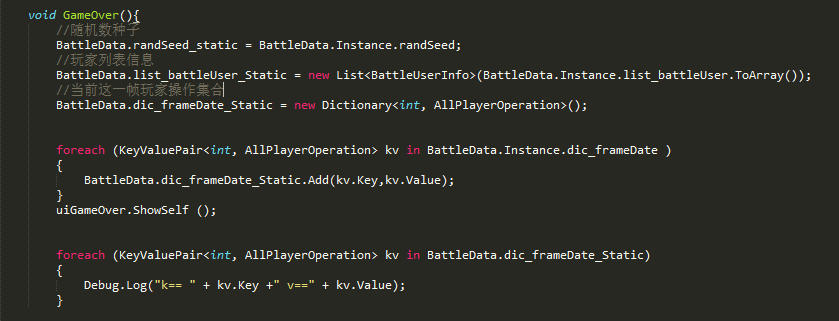 void GameOver(){
//随机数种子
BattleData.randSeed_static = BattleData.Instance.randSeed;
//玩家列表信息
BattleData.list_battleUser_Static = new List<BattleUserInfo>(BattleData.Instance.list_battleUser.ToArray());
//当前这一帧玩家操作集合
BattleData.dic_frameDate_Static = new Dictionary<int, AllPlayerOperation>();
foreach (KeyValuePair<int, AllPlayerOperation> kv in BattleData.Instance.dic_frameDate )
{
BattleData.dic_frameDate_Static.Add(kv.Key,kv.Value);
}
uiGameOver.ShowSelf ();
foreach (KeyValuePair<int, AllPlayerOperation> kv in BattleData.dic_frameDate_Static)
{
Debug.Log("k== " + kv.Key +" v==" + kv.Value);
}